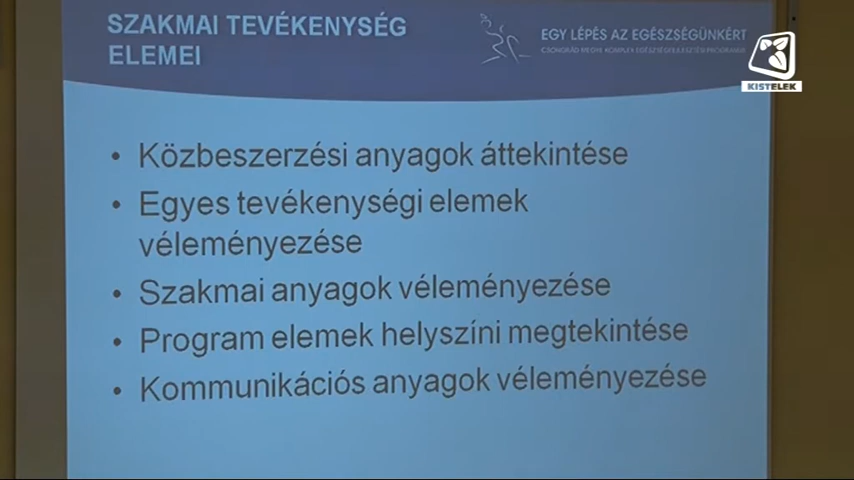 SZAKMAI TEVÉKENYSÉG
ELEMEI
EGY LÉPÉS AZ EGÉSZSÉGÜNKÉRT
CSONGRÁD MEGYE KOMPLEX EGÉSZSÉGFEJLESZTÉSI PROGRAMJA
KISTELEK
• Közbeszerzési anyagok áttekintése
• Egyes tevékenységi elemek
véleményezése
• Szakmai anyagok véleményezése
• Program elemek helyszíni megtekintése
• Kommunikációs anyagok véleményezése